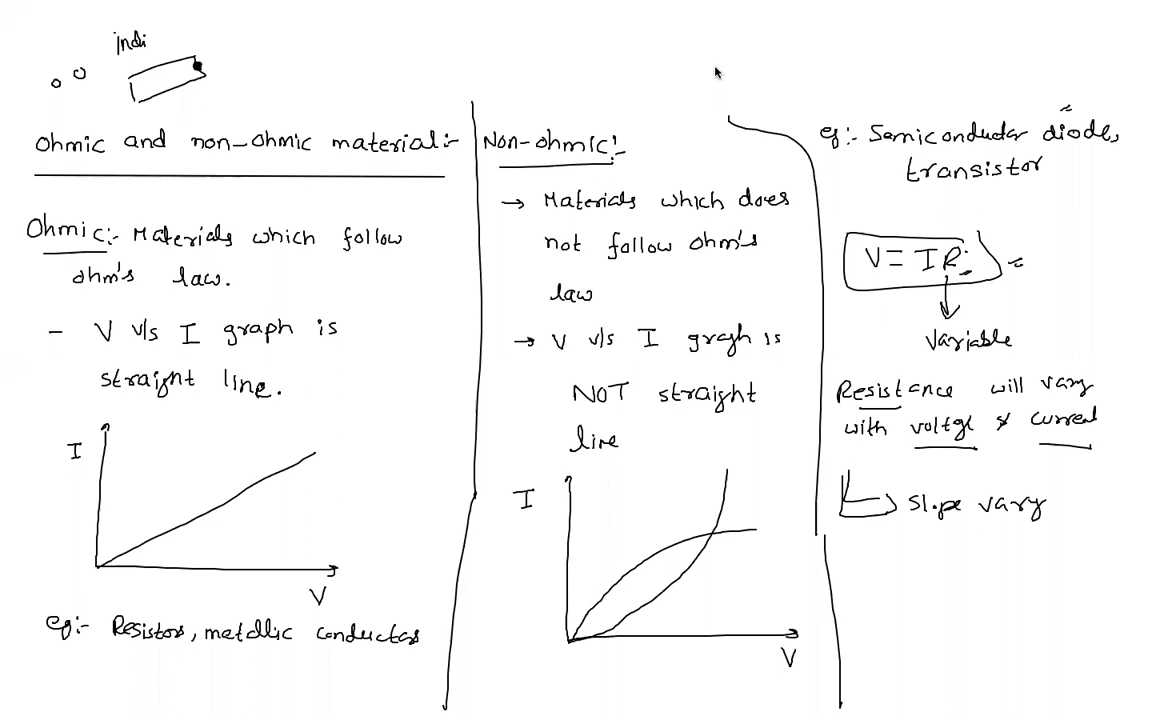 indi
Ohmic and non-Ohmic material:-
Ohmic:- Materials which follow
ohm's law.
- V v/s I graph is
straight line.
I
V
eg:- Resistors, metallic conductors
Non-ohmic:-
→ Materials which does
not follow ohm's
law
→ V v/s I graph is
NOT straight
line
I
V
eg:- Semiconductor diode,
transistor
V = IR
Variable
Resistance will vary
with voltge & current
Slope vary